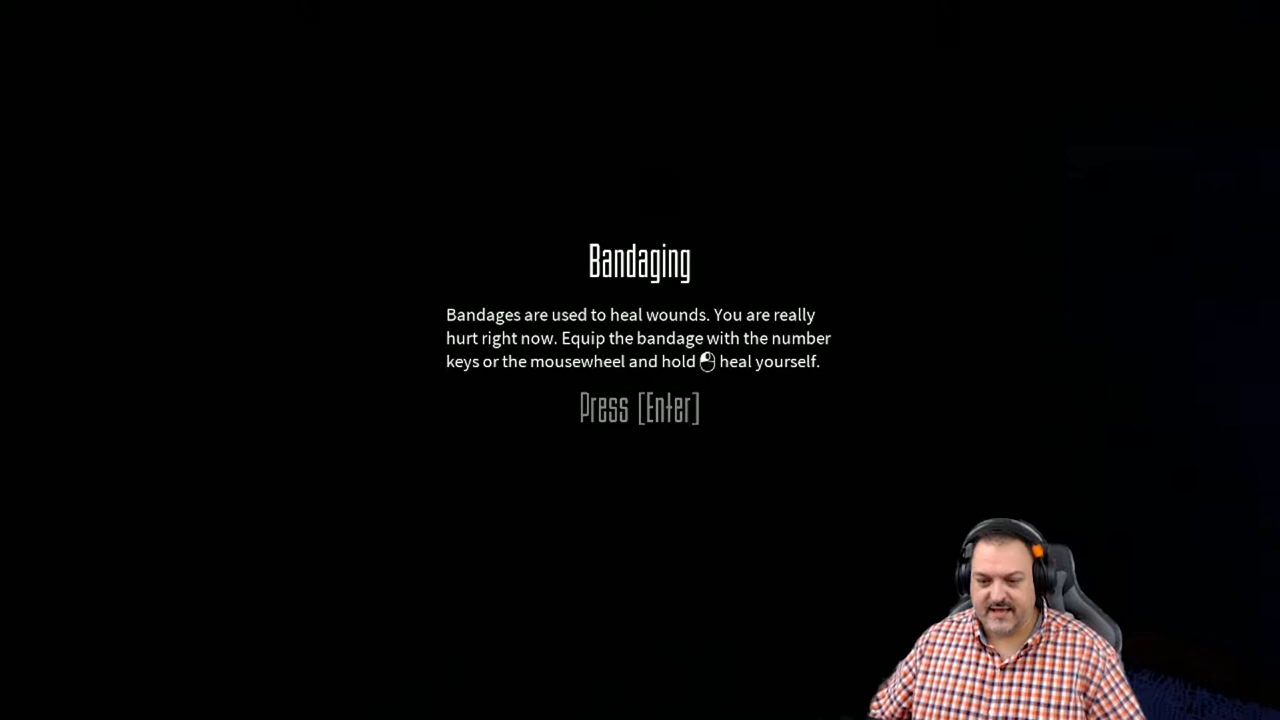 Bandaging
Bandages are used to heal wounds. You are really
hurt right now. Equip the bandage with the number
keys or the mousewheel and hold heal yourself.
Press [Enter]